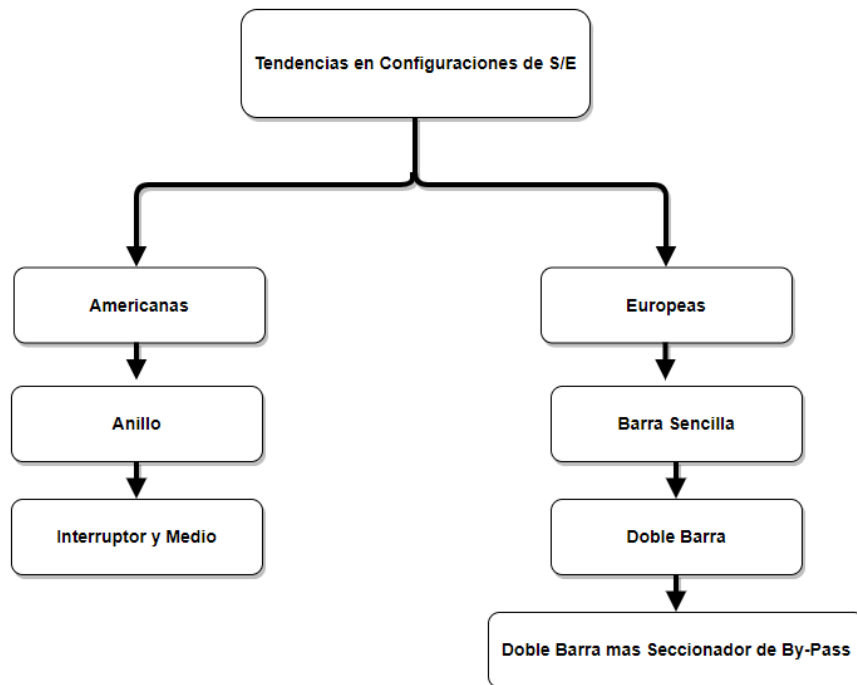 Tendencias en Configuraciones de S/E
Americanas
Europeas
Anillo
Barra Sencilla
Interruptor y Medio
Doble Barra
Doble Barra mas Seccionador de By-Pass